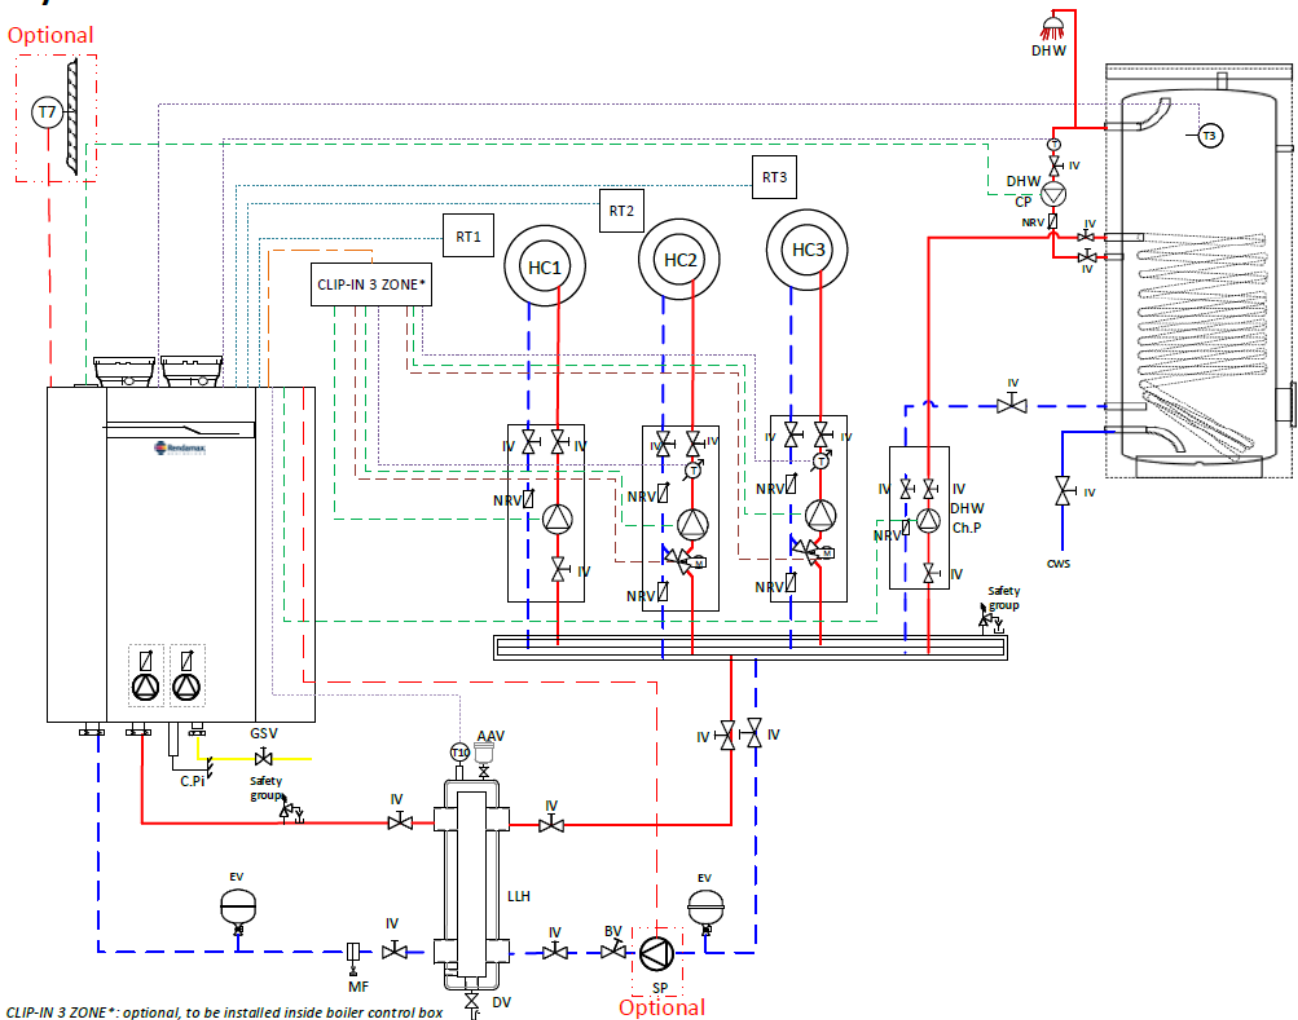 Optional
T7
DHW
T3
T
IV
DHW
CP
NRV
IV
IV
RT3
RT2
RT1
HC1
HC2
HC3
CLIP-IN 3 ZONE*
IV
IV
IV
IV
IV
IV
IV
T
T
NRV
NRV
NRV
IV
IV
IV
DHW
Ch.P
NRV
CWS
IV
M
M
NRV
NRV
IV
Safety
group
Rendamax
GSV
C.Pi
Safety
group
T10
AAV
IV
IV
IV
IV
EV
LLH
EV
IV
IV
BV
MF
DV
SP
Optional
CLIP-IN 3 ZONE*: optional, to be installed inside boiler control box